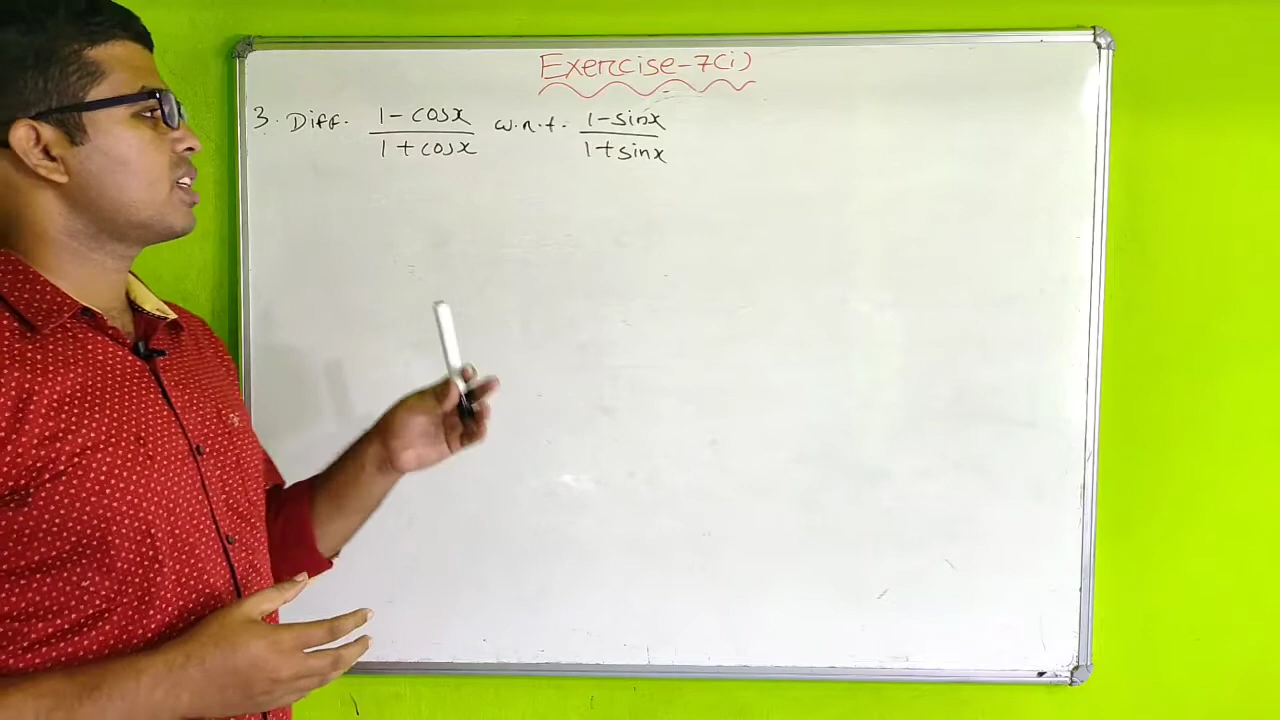 Exercise-7(i)
3. Diff. 1-cosx/1+cosx w.r.t. 1-sinx/1+sinx